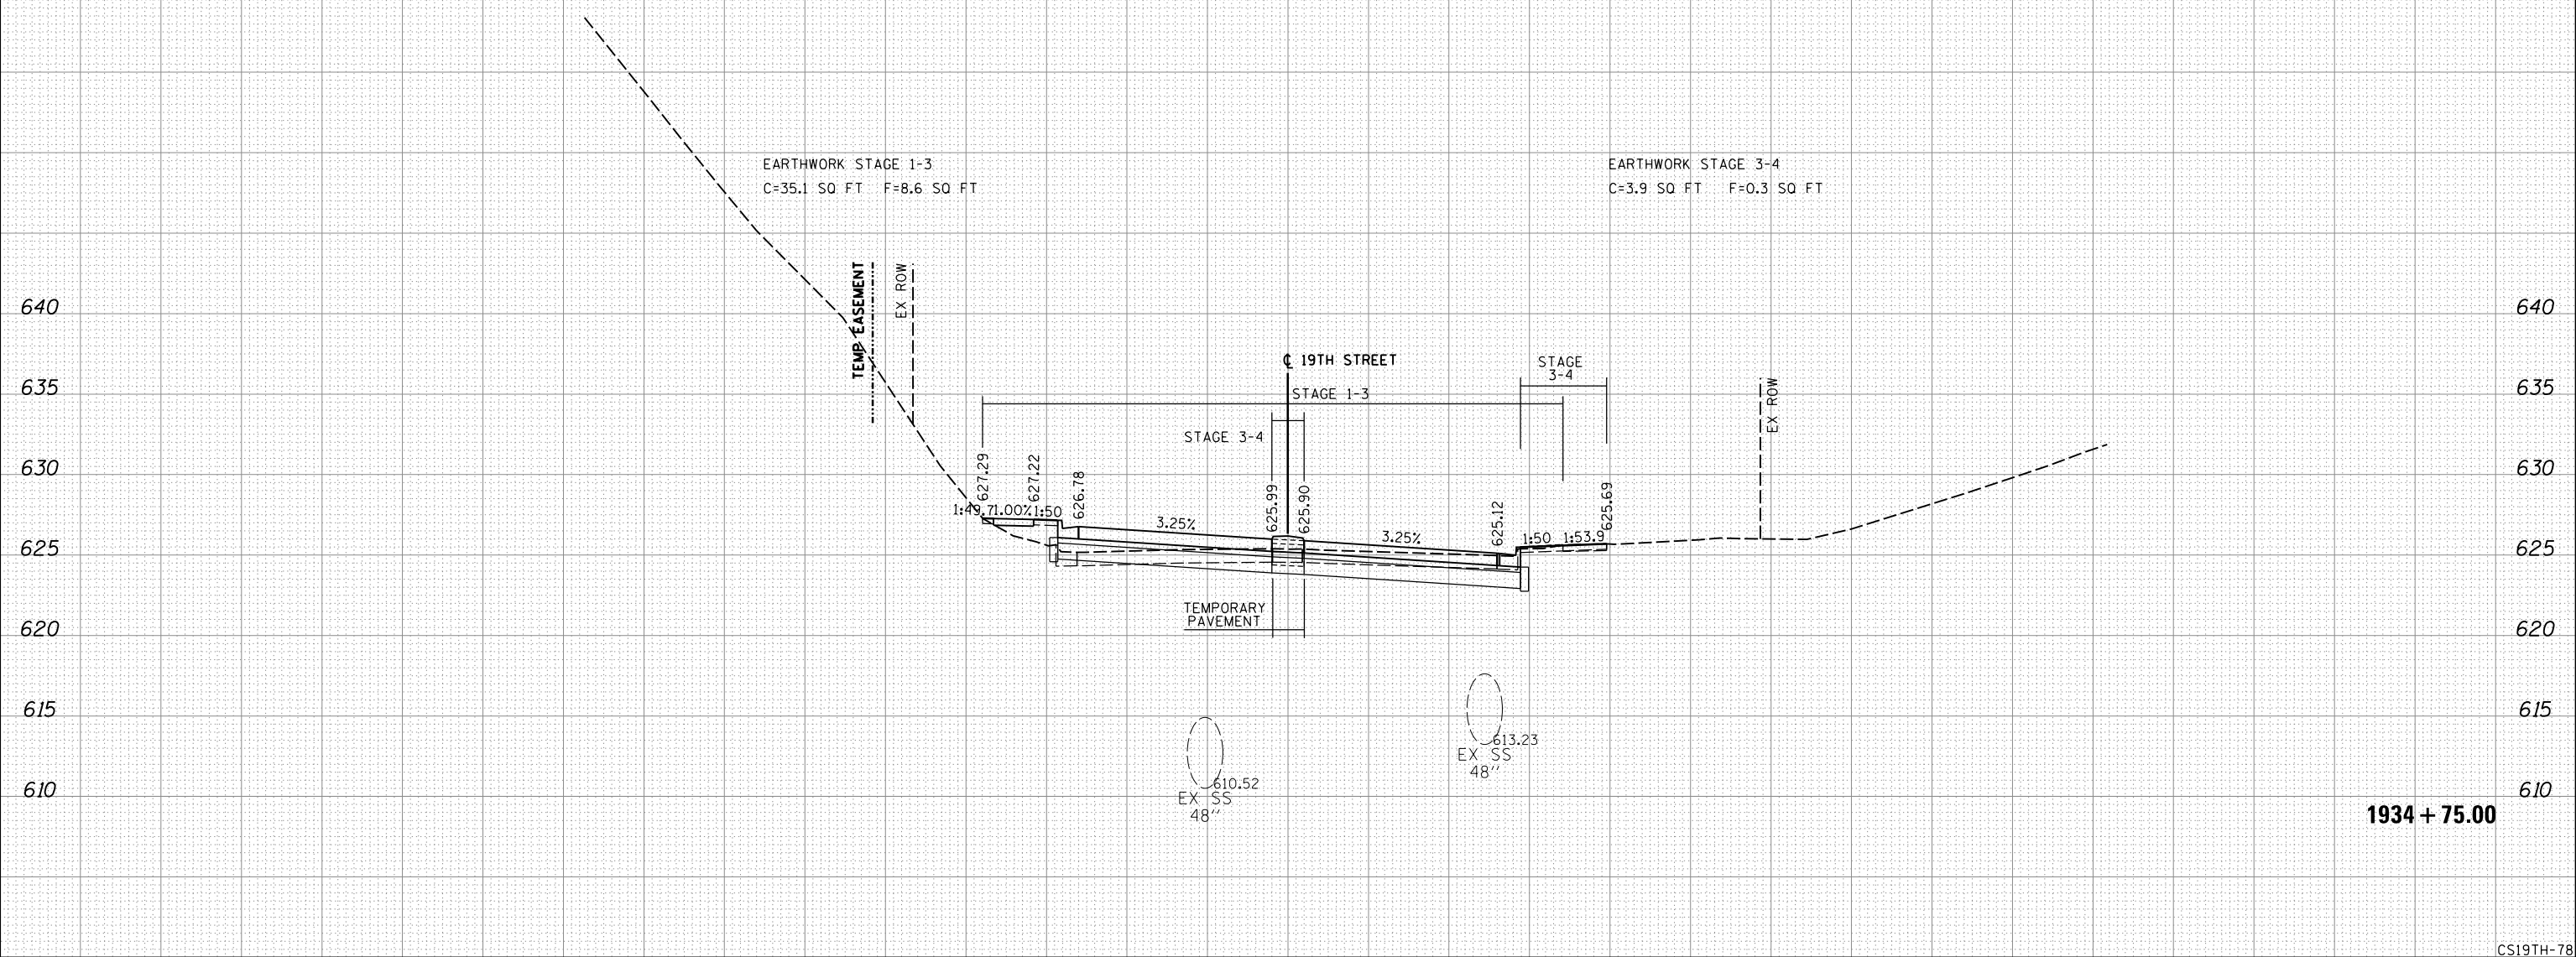 EARTHWORK STAGE 1-3
C=35.1 SQ FT F=8.6 SQ FT
EARTHWORK STAGE 3-4
C=3.9 SQ FT F=0.3 SQ FT
TEMP EASEMENT
EX ROW
640
640
℄ 19TH STREET
STAGE
3-4
635
635
STAGE 1-3
EX ROW
STAGE 3-4
630
630
627.29
627.22
626.78
625.99
625.90
625.12
625.69
1:49.7
1.00%
1:50
3.25%
3.25%
1:50
1:53.9
625
625
TEMPORARY
PAVEMENT
620
620
615
615
613.23
EX SS
48''
610.52
EX SS
48''
610
610
1934+75.00
CS19TH-78